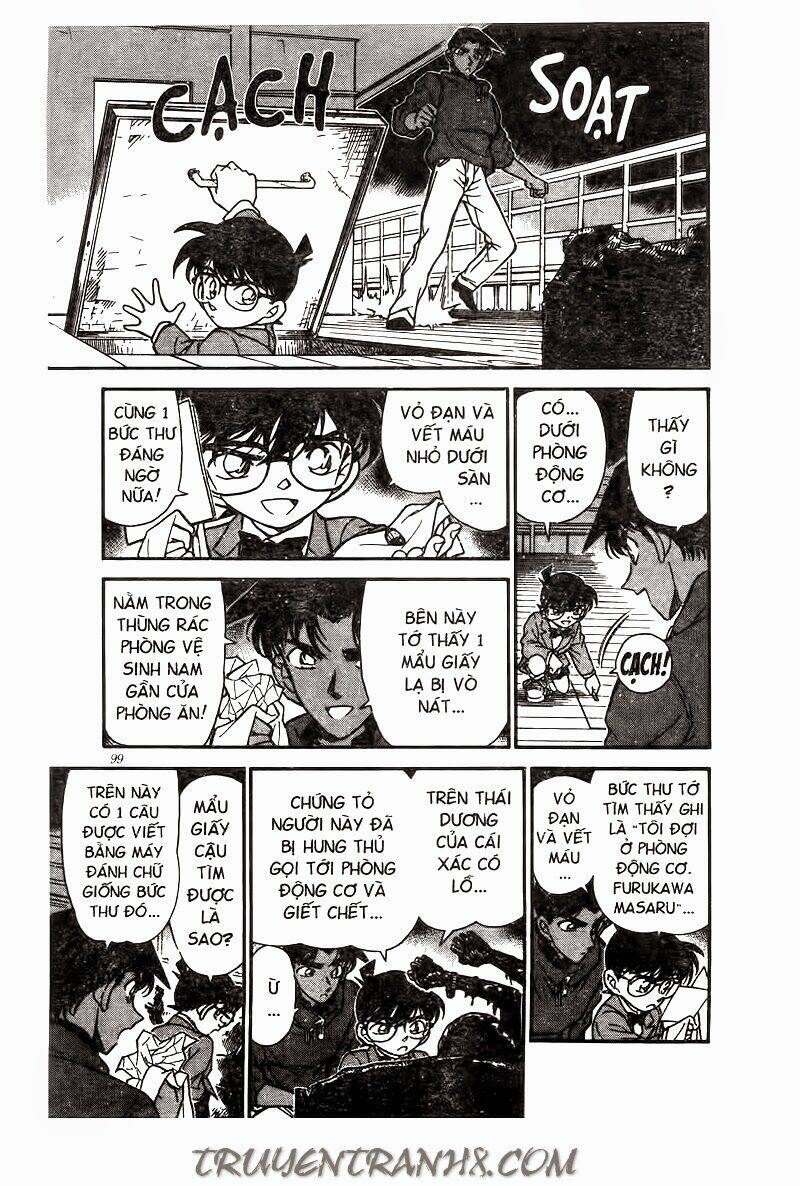 CẠCH
SOẠT
THẤY
GÌ
KHÔNG
?
CÓ...
DƯỚI
PHÒNG
ĐỘNG
CƠ...
CẠCH!
VỎ ĐẠN VÀ
VẾT MÁU
NHỎ DƯỚI
SÀN
...
CÙNG 1
BỨC THƯ
ĐÁNG
NGỜ
NỮA!
BÊN NÀY
TỚ THẤY 1
MẨU GIẤY
LẠ BỊ VÒ
NÁT...
NẰM TRONG
THÙNG RÁC
PHÒNG VỆ
SINH NAM
GẦN CỬA
PHÒNG ĂN!
99
BỨC THƯ TỚ
TÌM THẤY GHI
LÀ "TÔI ĐỢI
Ở PHÒNG
ĐỘNG CƠ.
FURUKAWA
MASARU"...
VỎ
ĐẠN
VÀ VẾT
MÁU
...
TRÊN THÁI
DƯƠNG
CỦA CÁI
XÁC CÓ
LỖ...
CHỨNG TỎ
NGƯỜI NÀY ĐÃ
BỊ HUNG THỦ
GỌI TỚI PHÒNG
ĐỘNG CƠ VÀ
GIẾT CHẾT...
Ừ
...
MẨU
GIẤY
CẬU TÌM
ĐƯỢC
LÀ
SAO?
TRÊN NÀY
CÓ 1 CÂU
ĐƯỢC VIẾT
BẰNG MÁY
ĐÁNH CHỮ
GIỐNG BỨC
THƯ ĐÓ...
TRUYENTRANH8.COM